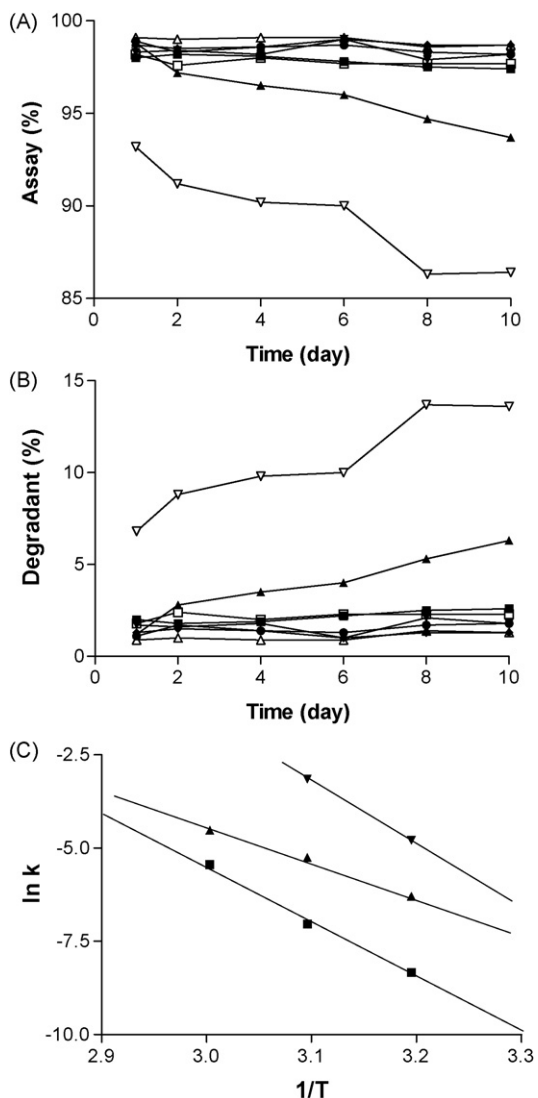 (A)
100
95
90
85
Assay (%)
0 2 4 6 8 10
Time (day)
(B)
15
10
5
0
Degradant (%)
0 2 4 6 8 10
Time (day)
(C)
-2.5
-5.0
-7.5
-10.0
ln k
2.9 3.0 3.1 3.2 3.3
1/T